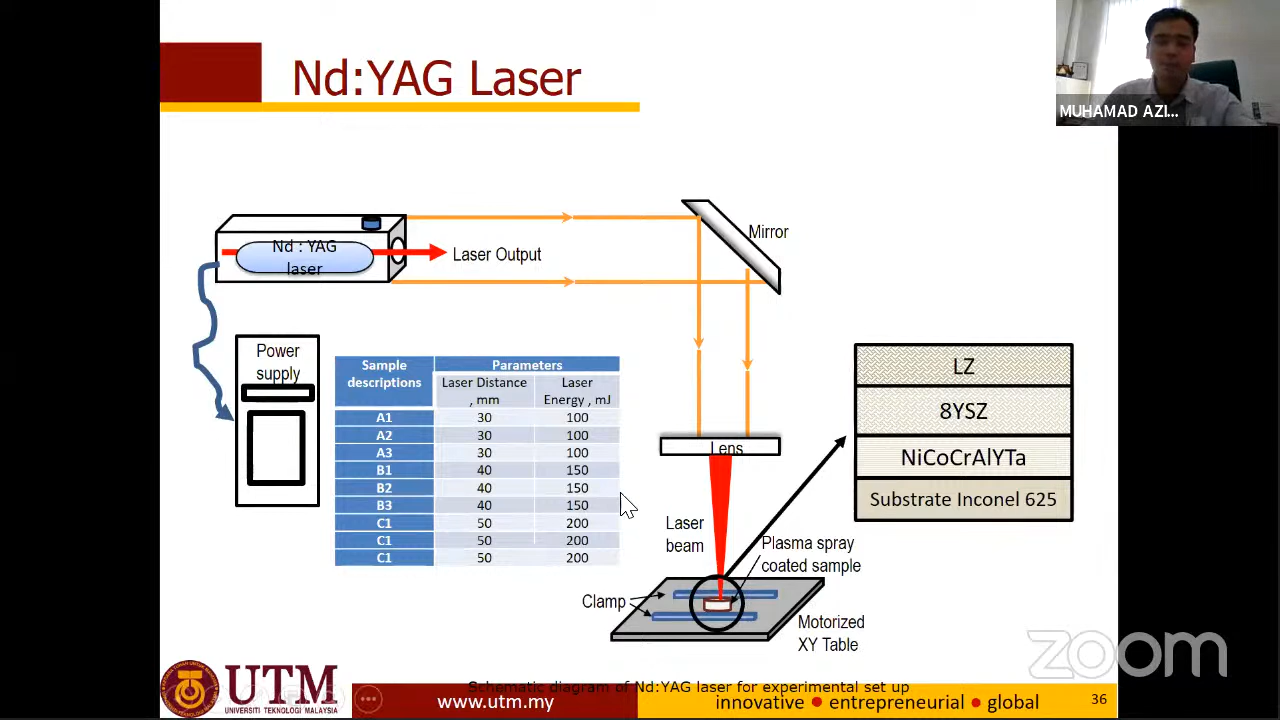 Nd:YAG Laser
MUHAMAD AZI...
Nd : YAG
laser
Laser Output
Mirror
Power
supply
Sample
descriptions
Parameters
Laser Distance
, mm
Laser
Energy , mJ
A1 30 100
A2 30 100
A3 30 100
B1 40 150
B2 40 150
B3 40 150
C1 50 200
C1 50 200
C1 50 200
Lens
LZ
8YSZ
NiCoCrAlYTa
Substrate Inconel 625
Laser
beam
Plasma spray
coated sample
Clamp
Motorized
XY Table
zoom
Schematic diagram of Nd:YAG laser for experimental set up
UTM
UNIVERSITI TEKNOLOGI MALAYSIA
www.utm.my
innovative ● entrepreneurial ● global
36